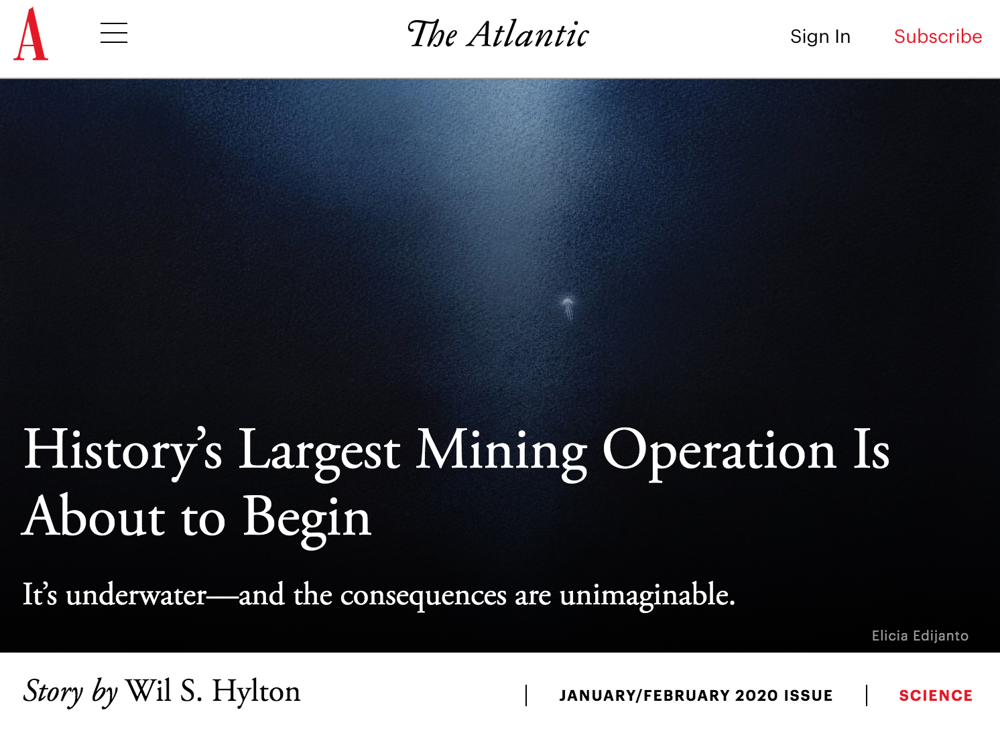 A
The Atlantic
Sign In
Subscribe
History’s Largest Mining Operation Is
About to Begin
It’s underwater—and the consequences are unimaginable.
Elicia Edijanto
Story by Wil S. Hylton
JANUARY/FEBRUARY 2020 ISSUE
SCIENCE